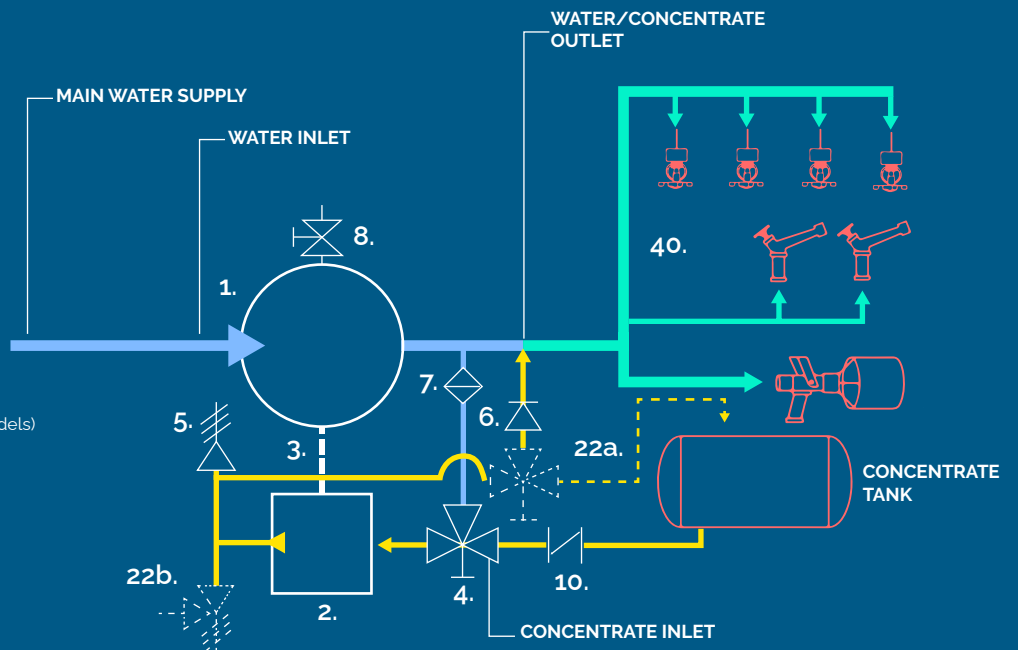 WATER/CONCENTRATE
OUTLET
MAIN WATER SUPPLY
WATER INLET
8.
40.
1.
7.
5.
dels)
6.
3.
22a.
CONCENTRATE
TANK
22b.
10.
4.
2.
CONCENTRATE INLET